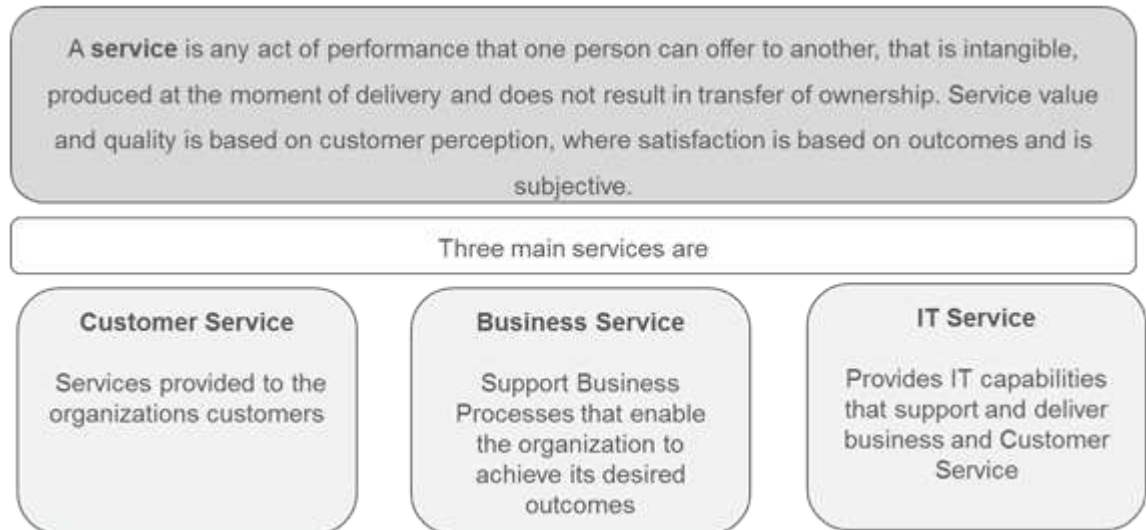 A service is any act of performance that one person can offer to another, that is intangible,
produced at the moment of delivery and does not result in transfer of ownership. Service value
and quality is based on customer perception, where satisfaction is based on outcomes and is
subjective.
Three main services are
Customer Service
Services provided to the
organizations customers
Business Service
Support Business
Processes that enable
the organization to
achieve its desired
outcomes
IT Service
Provides IT capabilities
that support and deliver
business and Customer
Service